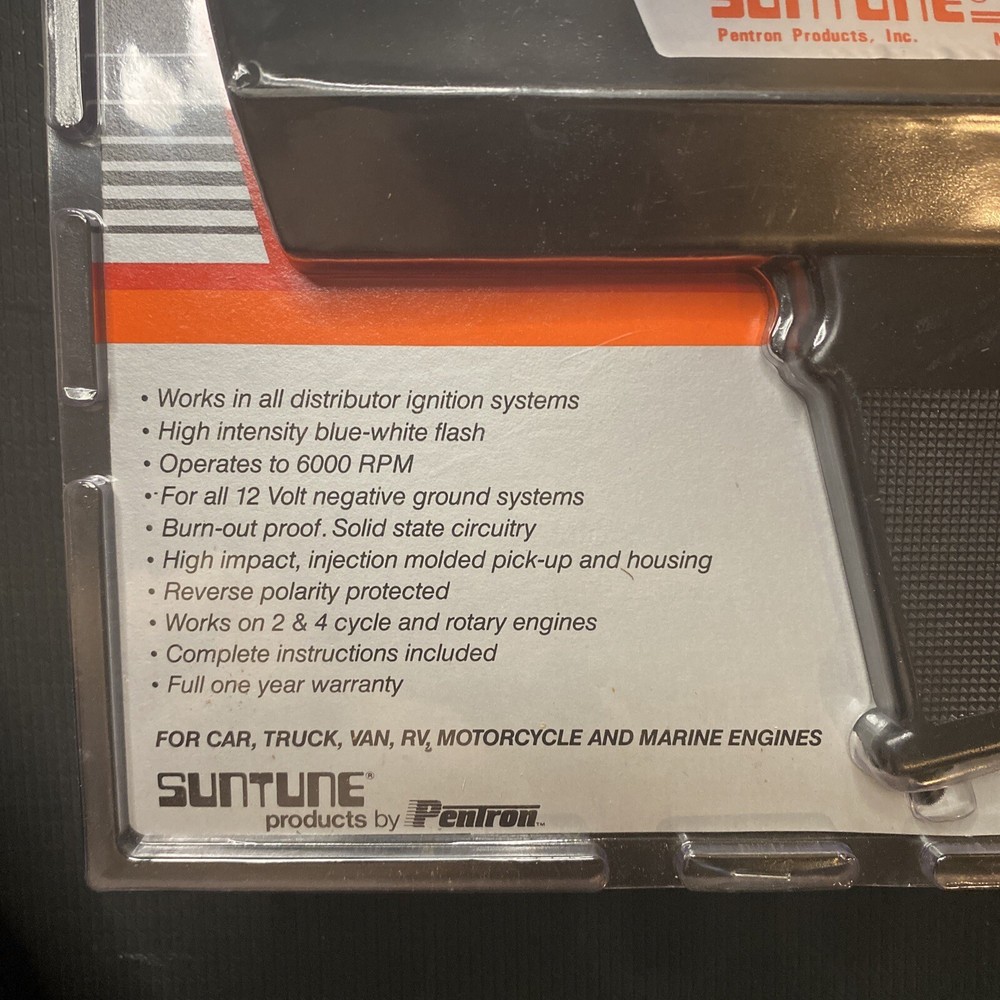 SUNTUNE®
Pentron Products, Inc.
• Works in all distributor ignition systems
• High intensity blue-white flash
• Operates to 6000 RPM
• For all 12 Volt negative ground systems
• Burn-out proof. Solid state circuitry
• High impact, injection molded pick-up and housing
• Reverse polarity protected
• Works on 2 & 4 cycle and rotary engines
• Complete instructions included
• Full one year warranty
FOR CAR, TRUCK, VAN, RV, MOTORCYCLE AND MARINE ENGINES
SUNTUNE®
products by Pentron™